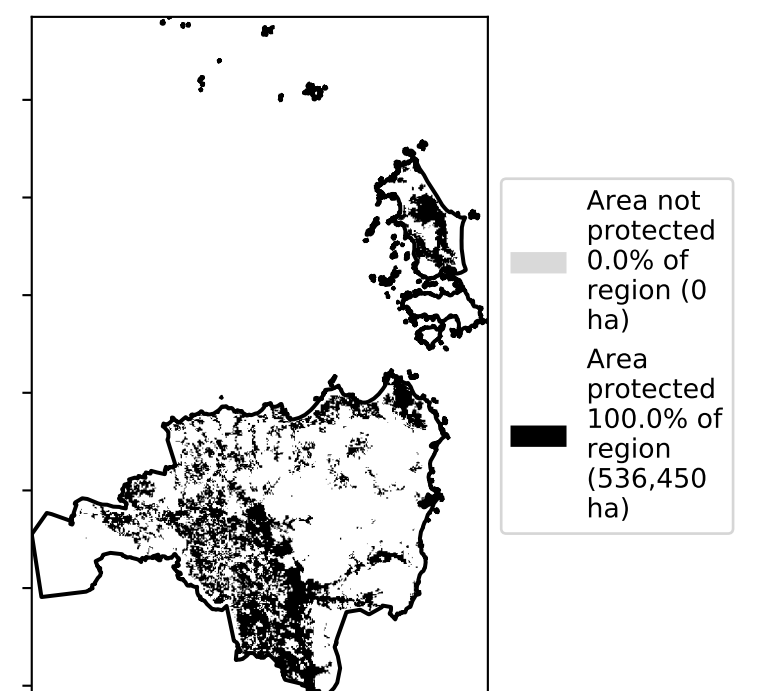 Area not
protected
0.0% of
region (0
ha)
Area
protected
100.0% of
region
(536,450
ha)